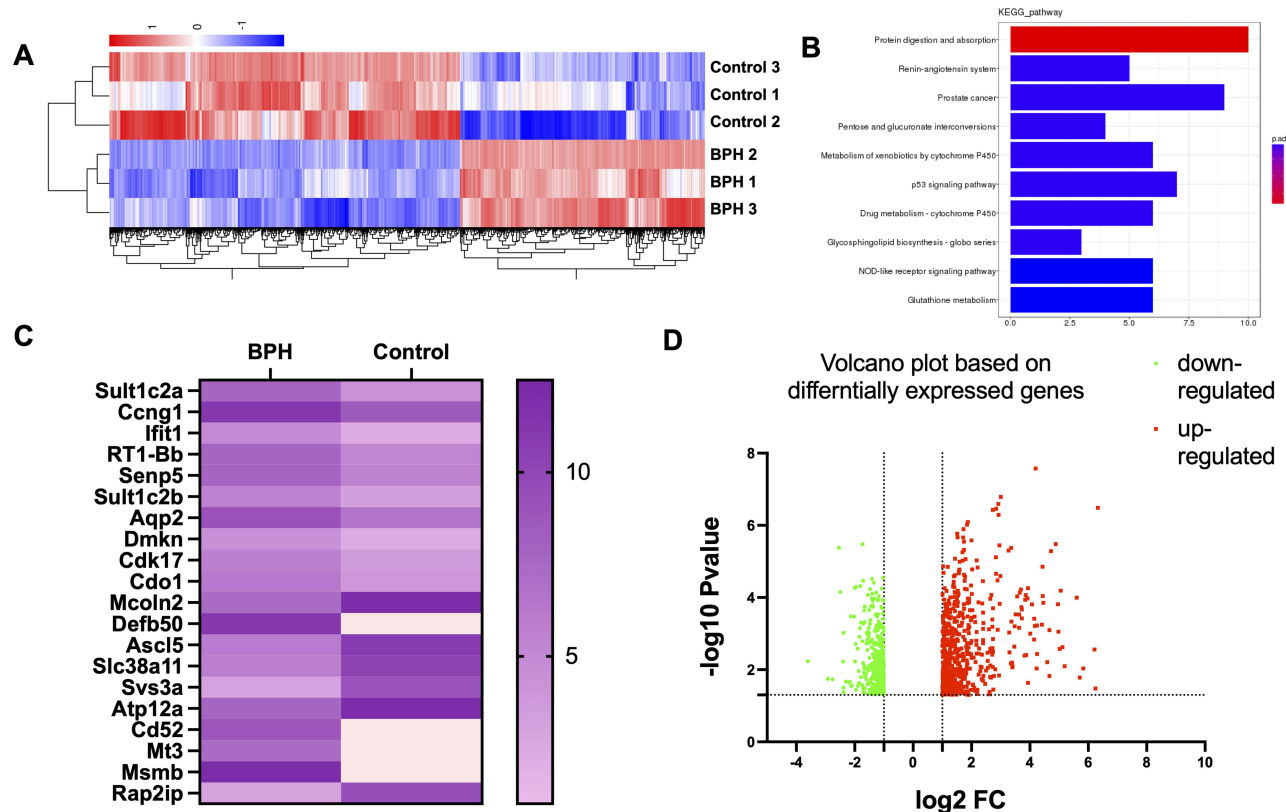 A
1
0
-1
Control 3
Control 1
Control 2
BPH 2
BPH 1
BPH 3
B
KEGG_pathway
Protein digestion and absorption
Renin-angiotensin system
Prostate cancer
Pentose and glucuronate interconversions
Metabolism of xenobiotics by cytochrome P450
p53 signaling pathway
Drug metabolism - cytochrome P450
Glycosphingolipid biosynthesis - globo series
NOD-like receptor signaling pathway
Glutathione metabolism
0.0 2.5 5.0 7.5 10.0
p.ad
C
BPH Control
Sult1c2a
Ccng1
Ifit1
RT1-Bb
Senp5
Sult1c2b
Aqp2
Dmkn
Cdk17
Cdo1
Mcoln2
Defb50
Ascl5
Slc38a11
Svs3a
Atp12a
Cd52
Mt3
Msmb
Rap2ip
10
5
D
Volcano plot based on
differntially expressed genes
down-
regulated
up-
regulated
8
6
4
2
0
-log10 Pvalue
-4 -2 0 2 4 6 8 10
log2 FC